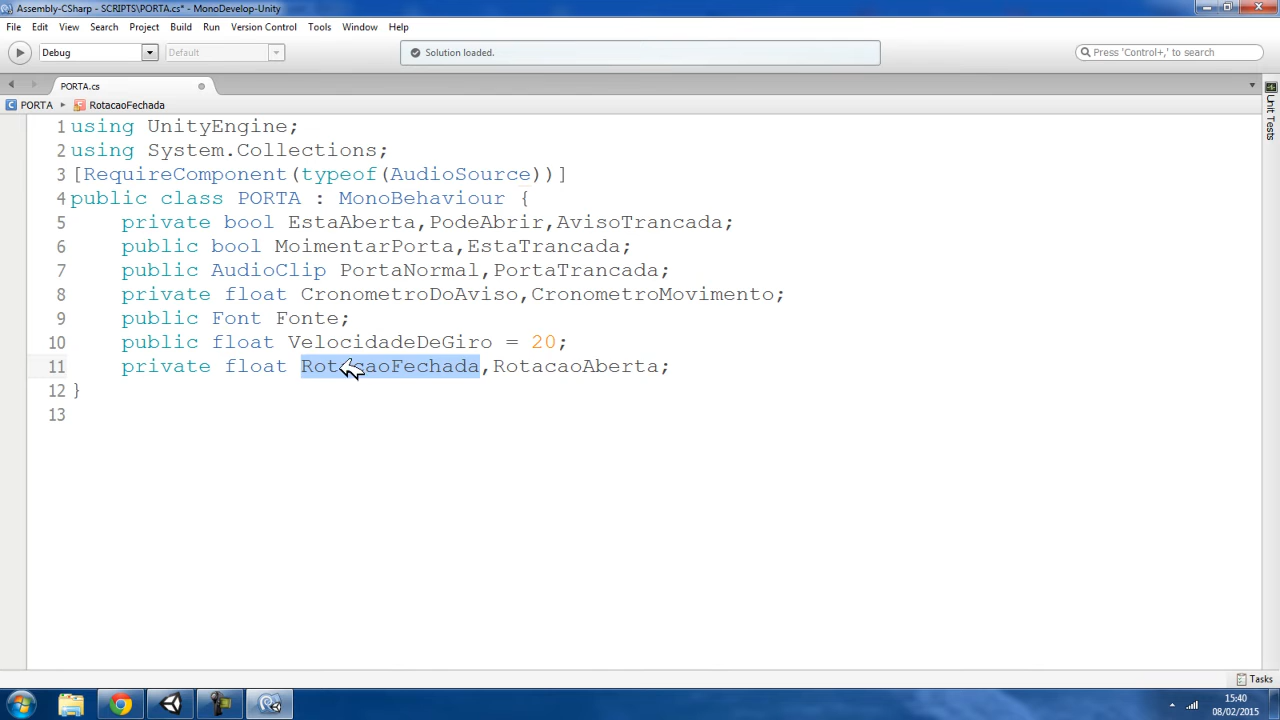 Assembly-CSharp - SCRIPTS\PORTA.cs* - MonoDevelop-Unity
File Edit View Search Project Build Run Version Control Tools Window Help
Debug Default Solution loaded. Press 'Control+,' to search
PORTA.cs
PORTA RotacaoFechada
Unit Tests
1 using UnityEngine;
2 using System.Collections;
3 [RequireComponent(typeof(AudioSource))]
4 public class PORTA : MonoBehaviour {
5 private bool EstaAberta,PodeAbrir,AvisoTrancada;
6 public bool MoimentarPorta,EstaTrancada;
7 public AudioClip PortaNormal,PortaTrancada;
8 private float CronometroDoAviso,CronometroMovimento;
9 public Font Fonte;
10 public float VelocidadeDeGiro = 20;
11 private float RotacaoFechada,RotacaoAberta;
12 }
13
Tasks
15:40
08/02/2015